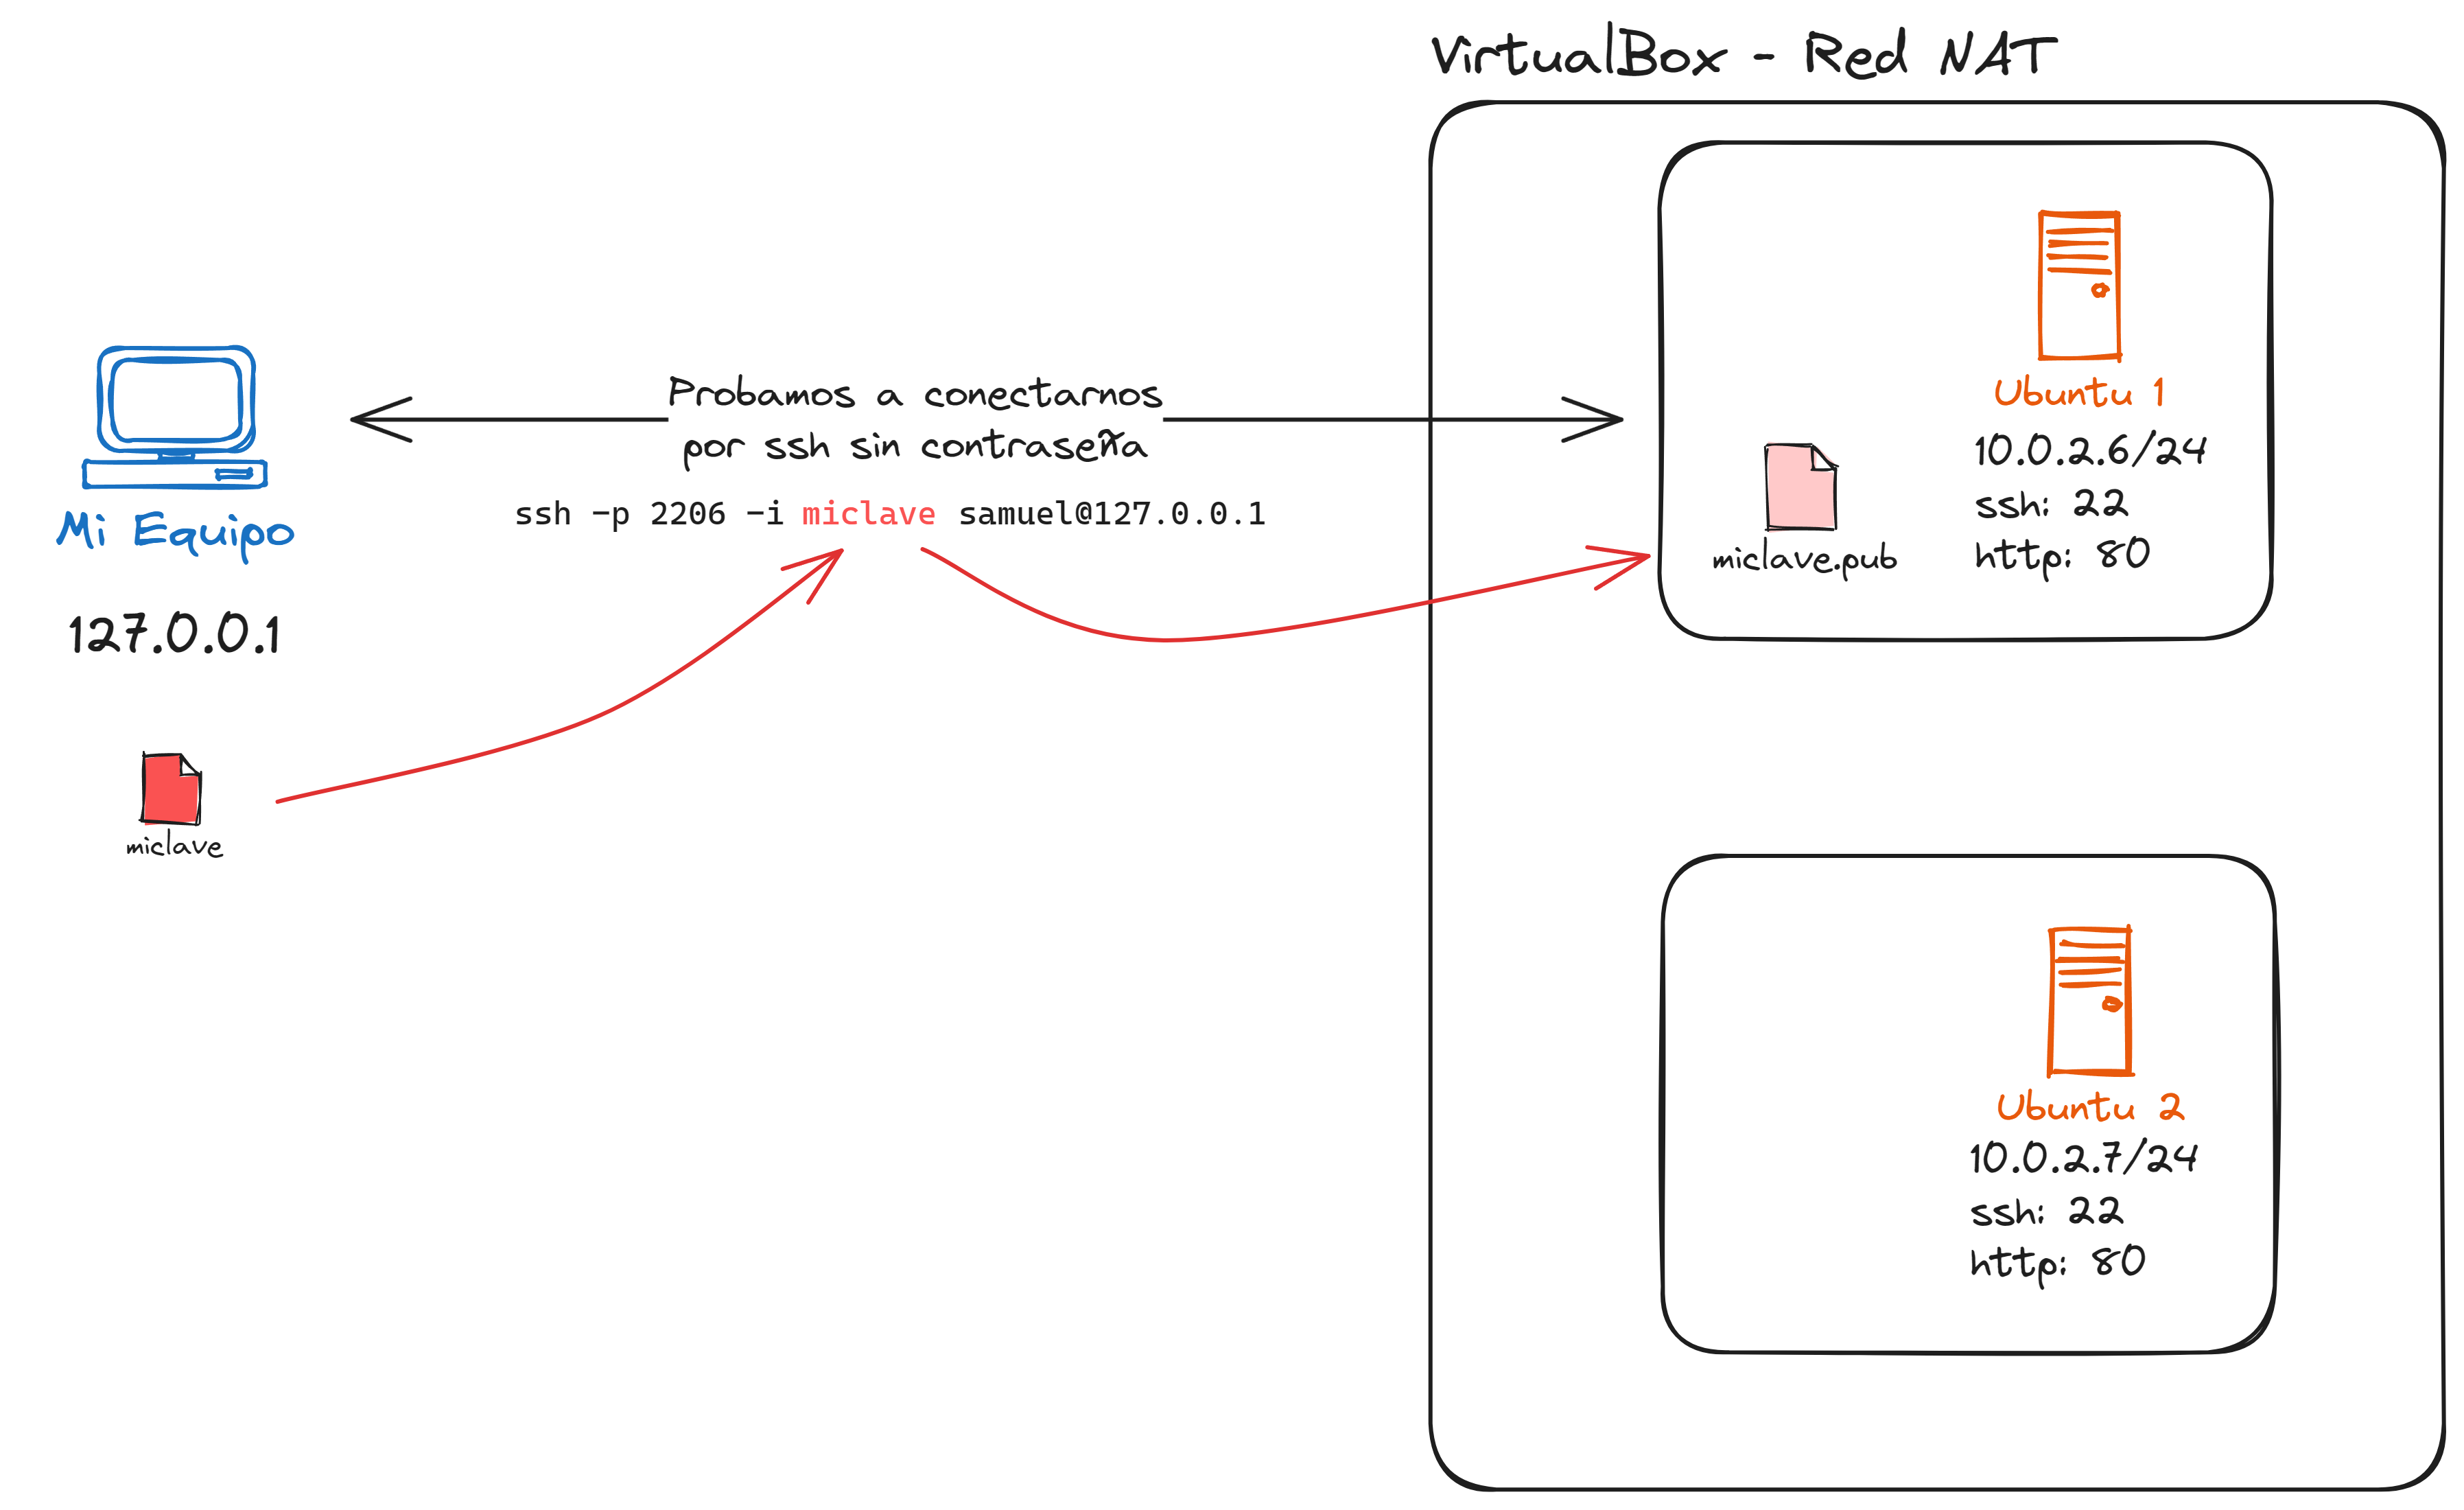 VirtualBox - Red NAT
Probamos a conectarnos
por ssh sin contraseña
ssh -p 2206 -i miclave samuel@127.0.0.1
Mi Equipo
127.0.0.1
miclave
miclave.pub
Ubuntu 1
10.0.2.6/24
ssh: 22
http: 80
Ubuntu 2
10.0.2.7/24
ssh: 22
http: 80